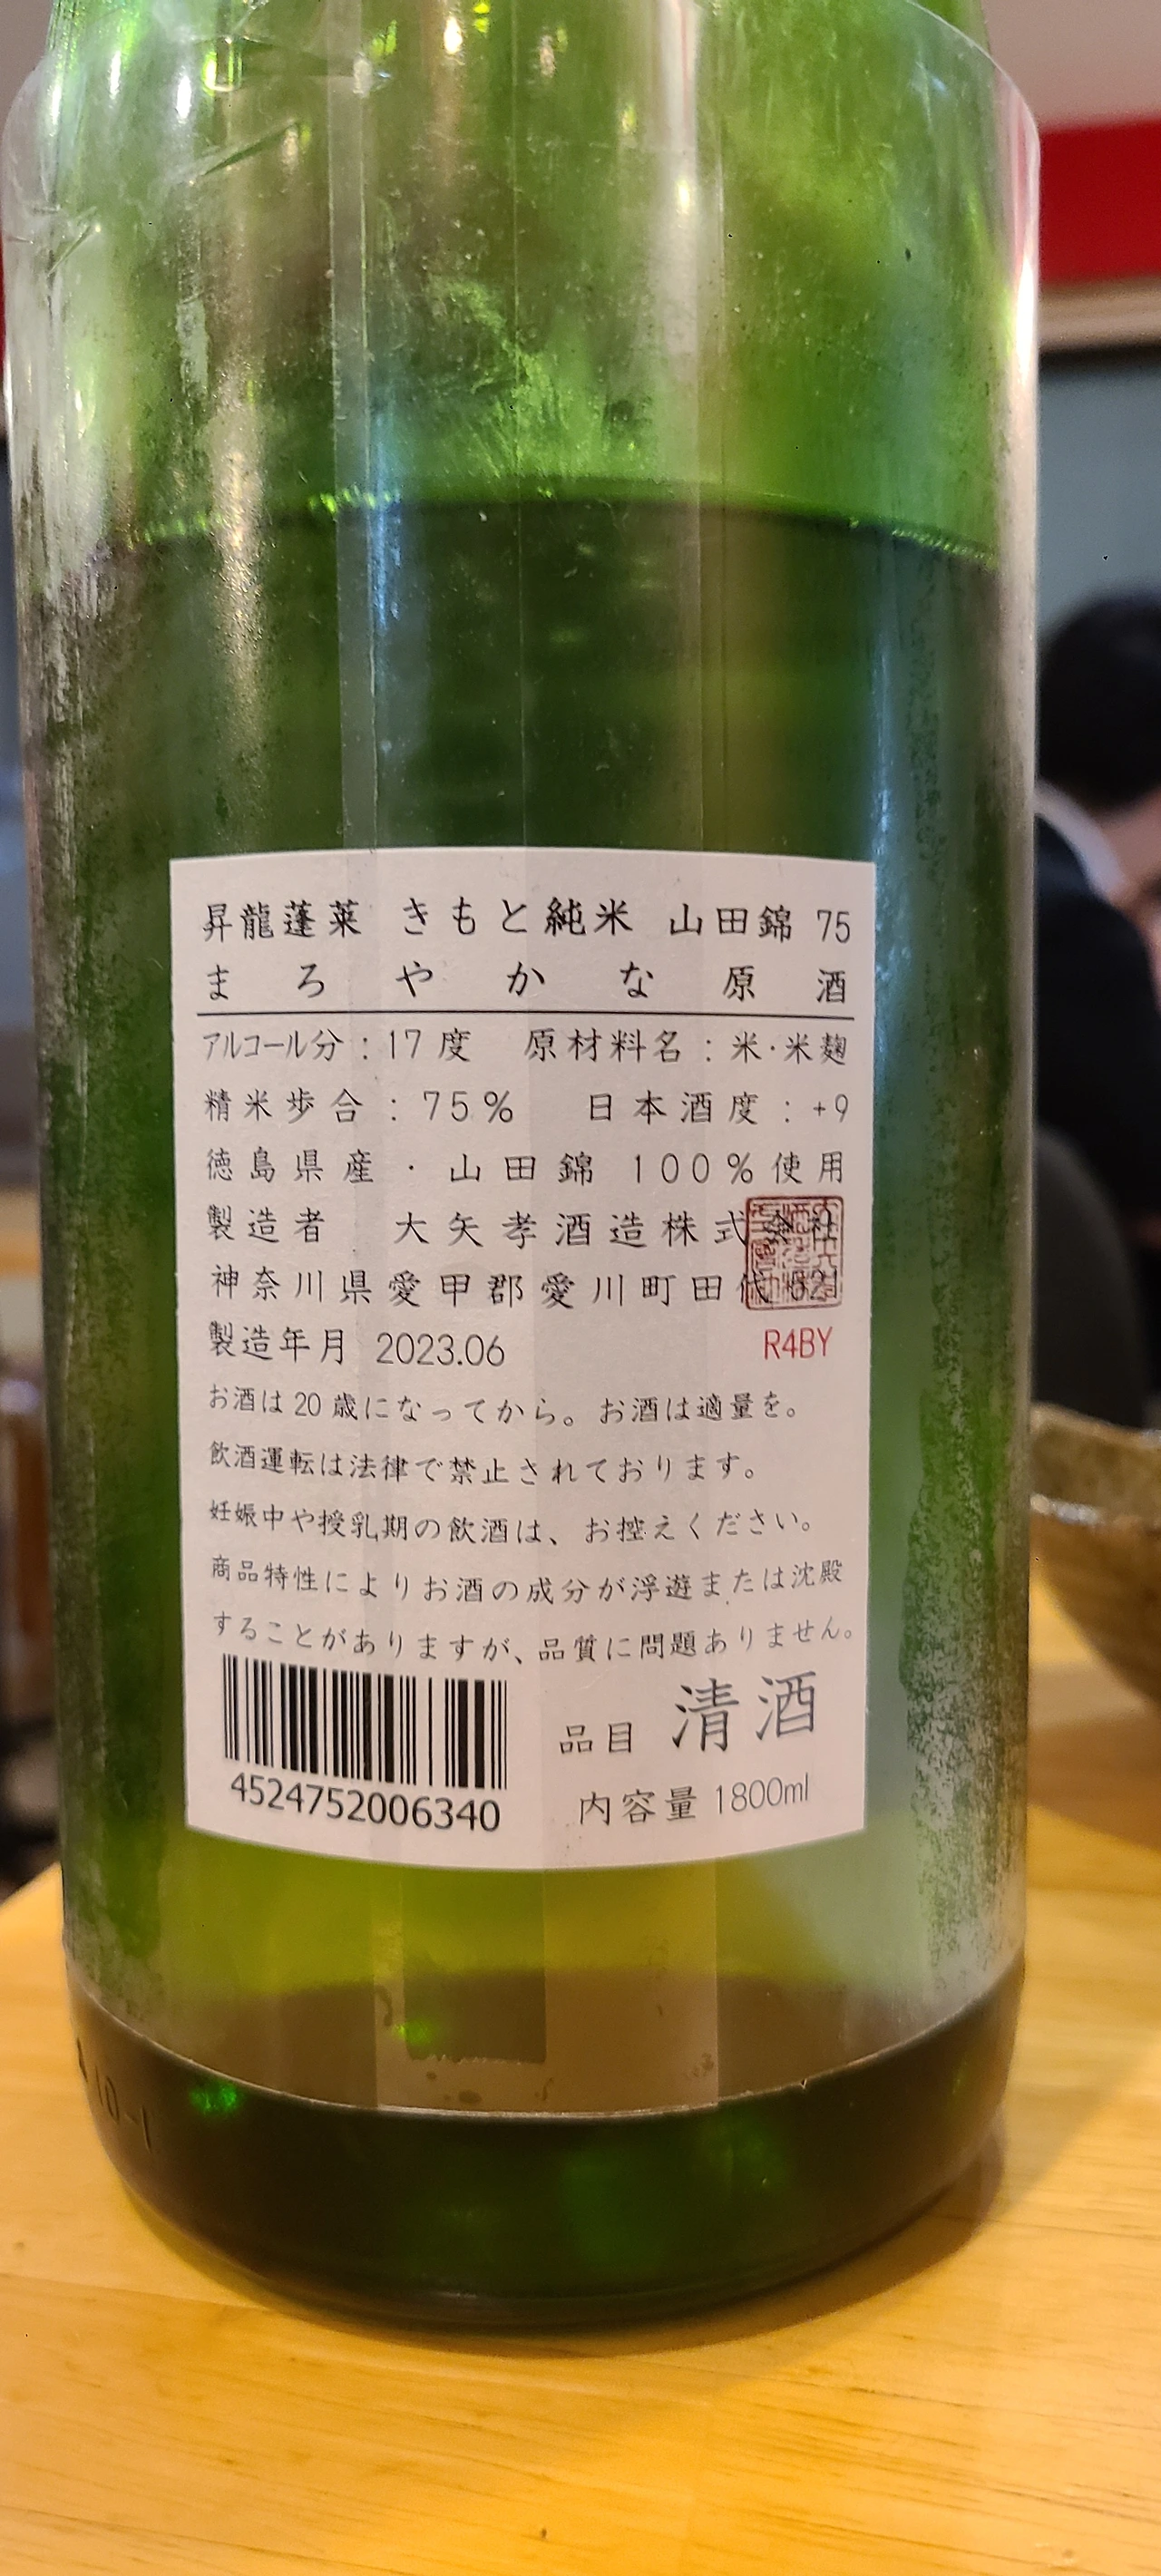 昇龍蓬莱 きもと純米 山田錦 75
まろやかな原酒
アルコール分：17 度 原材料名：米・米麹
精米歩合：75% 日本酒度：+9
徳島県産・山田錦 100%使用
製造者 大矢孝酒造株式会社
神奈川県愛甲郡愛川町田代 521
製造年月 2023.06
R4BY
お酒は 20 歳になってから。お酒は適量を。
飲酒運転は法律で禁止されております。
妊娠中や授乳期の飲酒は、お控えください。
商品特性によりお酒の成分が浮遊または沈殿
することがありますが、品質に問題ありません。
4524752006340
品目 清酒
内容量 1800ml
10-1